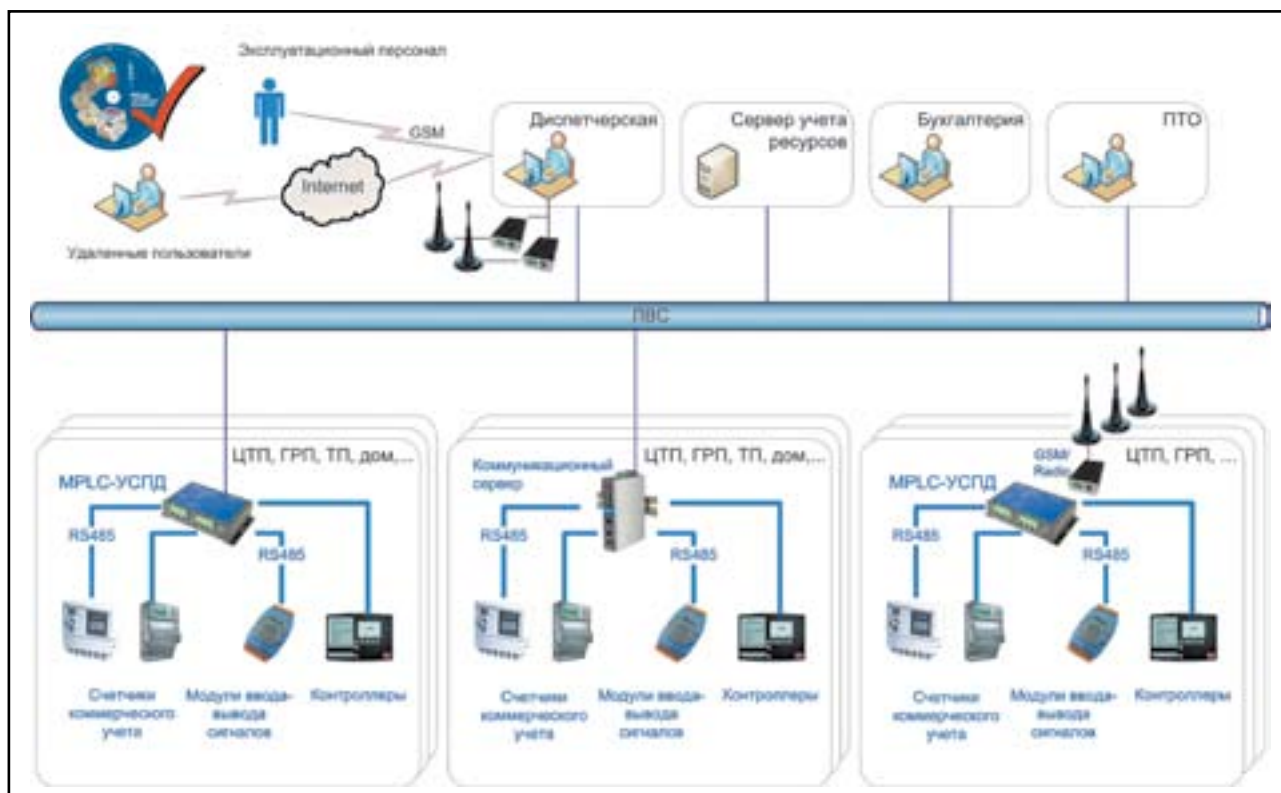 Эксплуатационный персонал
GSM
Internet
Удаленные пользователи
Диспетчерская
Сервер учета
ресурсов
Бухгалтерия
ПТО
ЛВС
ЦТП, ГРП, ТП, дом,...
MPLC-УСПД
RS485
RS485
Счетчики
коммерческого
учета
Модули ввода-
вывода
сигналов
Контроллеры
ЦТП, ГРП, ТП, дом,...
Коммуникационный
сервер
RS485
RS485
Счетчики
коммерческого
учета
Модули ввода-
вывода
сигналов
Контроллеры
GSM/
Radio
ЦТП, ГРП, ...
MPLC-УСПД
RS485
RS485
Счетчики
коммерческого
учета
Модули ввода-
вывода
сигналов
Контроллеры